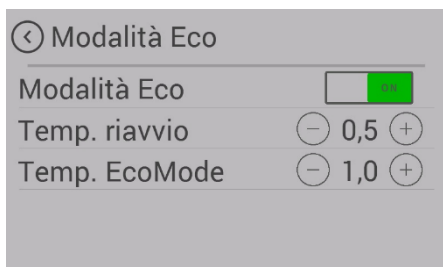 Modalità Eco
Modalità Eco ON
Temp. riavvio - 0,5 +
Temp. EcoMode - 1,0 +